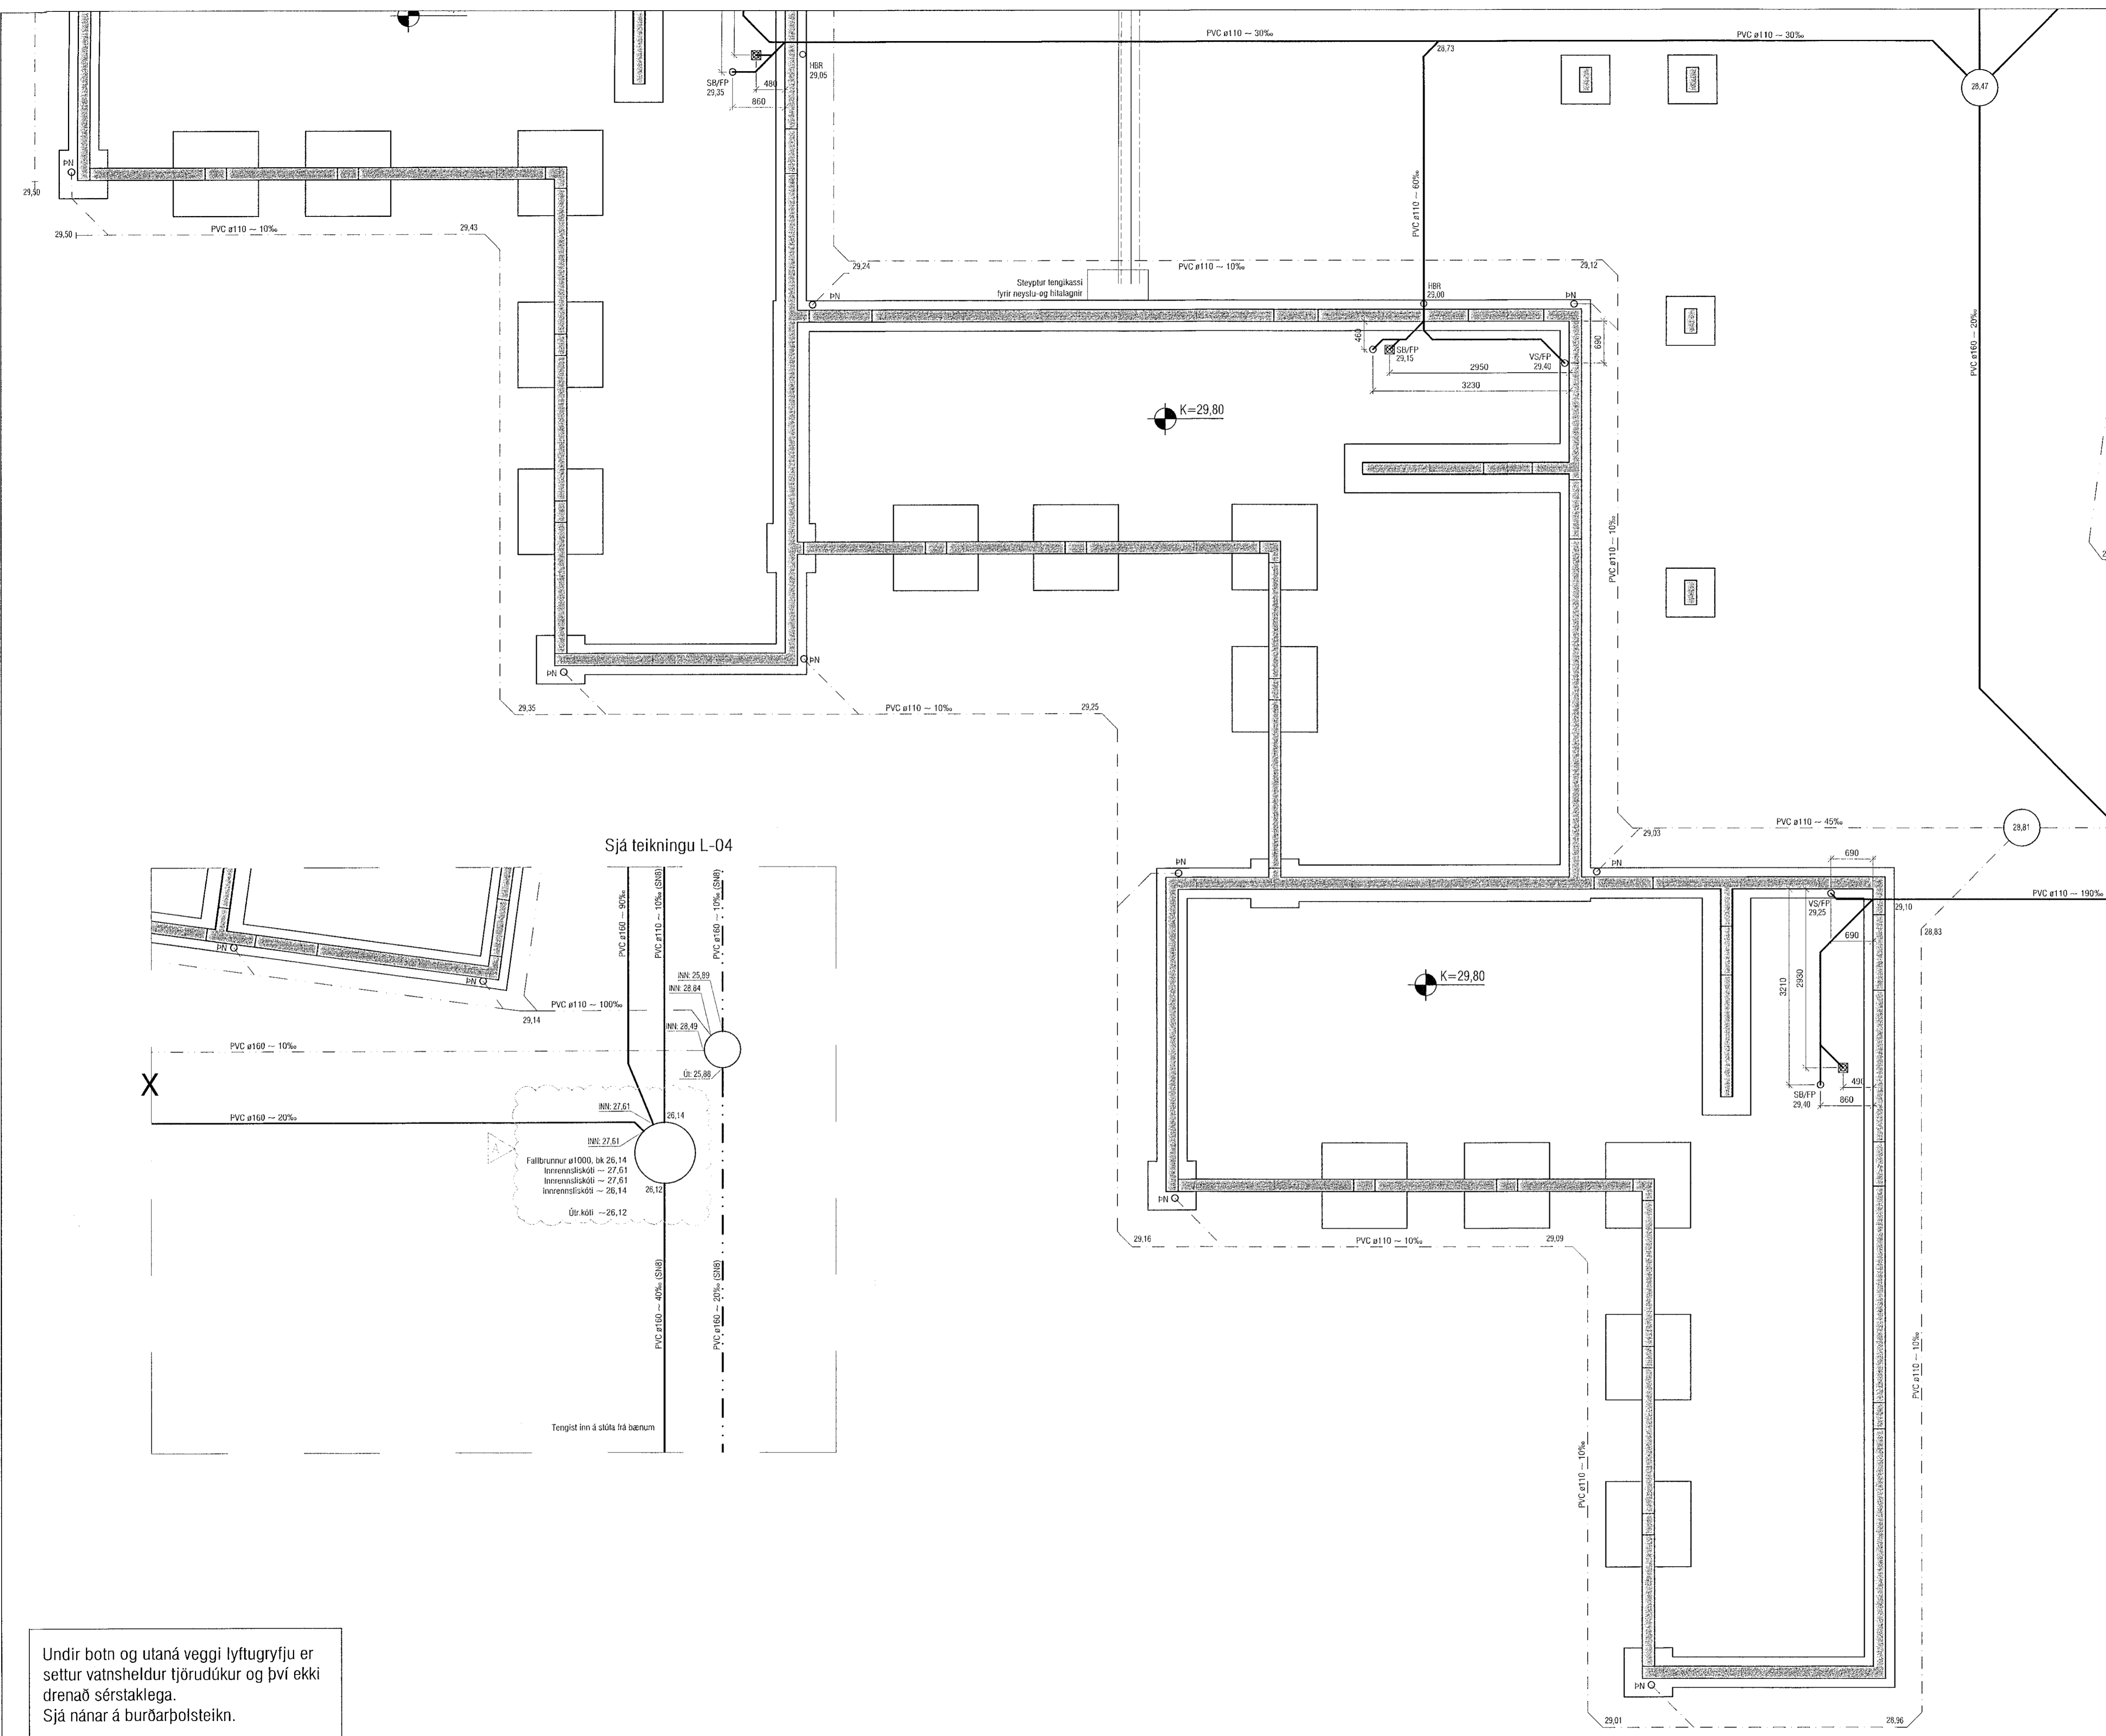 PVC ø110 ~ 30‰
PVC ø110 ~ 30‰
28,73
HBR
29,05
SB/FP
29,35
480
860
28,47
ÞN
29,50
29,50
PVC ø110 ~ 10‰
29,43
PVC ø110 ~ 60‰
29,24
PVC ø110 ~ 10‰
29,12
Steyptur tengikassi
fyrir neyslu-og hitalagnir
ÞN
HBR
29,00
ÞN
PVC ø160 ~ 20‰
460
SB/FP
29,15
VS/FP
29,40
690
2950
3230
K=29,80
PVC ø110 ~ 10‰
ÞN
ÞN
29,35
PVC ø110 ~ 10‰
29,25
PVC ø110 ~ 45‰
28,81
29,03
Sjá teikningu L-04
ÞN
ÞN
690
VS/FP
29,25
29,10
PVC ø110 ~ 190‰
690
28,83
PVC ø160 ~ 90‰
PVC ø110 ~ 10‰ (SN8)
PVC ø160 ~ 10‰ (SN8)
ÞN
ÞN
INN: 25,89
INN: 28,84
PVC ø110 ~ 100‰
29,14
INN: 28,49
PVC ø160 ~ 10‰
ÚI: 25,88
X
K=29,80
3210
2930
490
SB/FP
29,40
860
INN: 27,61
26,14
PVC ø160 ~ 20‰
INN: 27,61
A
Fallbrunnur ø1000, bk 26,14
Innrennsliskóti ~ 27,61
Innrennsliskóti ~ 27,61
Innrennsliskóti ~ 26,14
26,12
Útr.kóti ~26,12
ÞN
29,16
PVC ø110 ~ 10‰
29,09
PVC ø160 ~ 40‰ (SN8)
PVC ø160 ~ 20‰ (SN8)
PVC ø110 ~ 10‰
Tengist inn á stúta frá bænum
PVC ø110 ~ 10‰
Undir botn og utaná veggi lyftugryfju er
settur vatnsheldur tjörudúkur og því ekki
drenað sérstaklega.
Sjá nánar á burðarþolsteikn.
ÞN
29,01
28,96